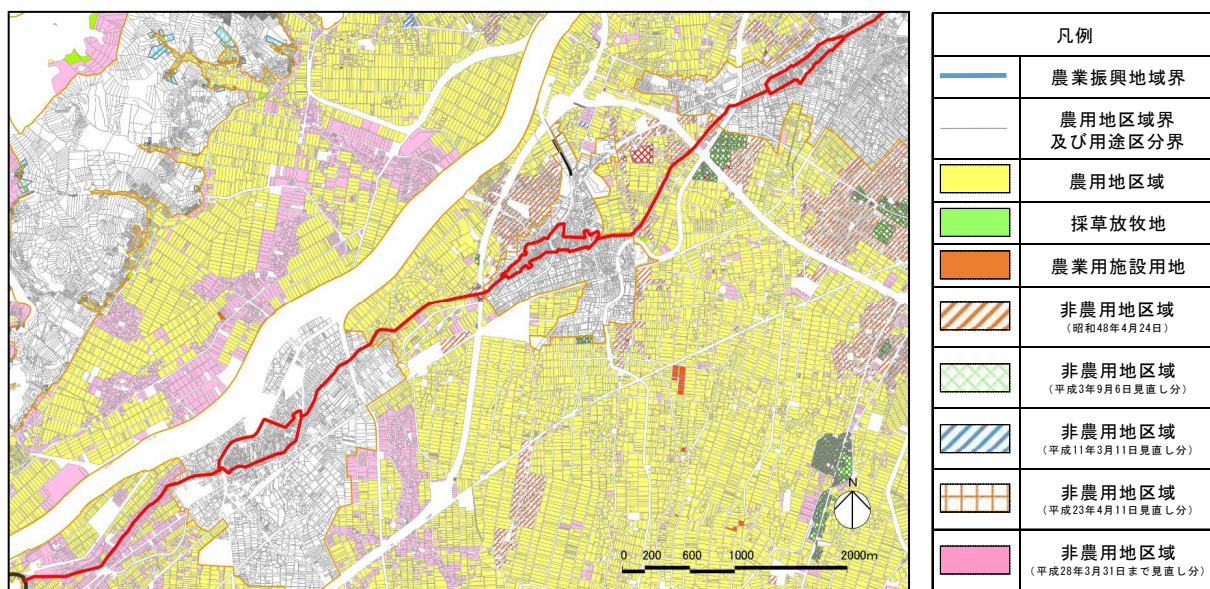 N
0 200 600 1000 2000m
凡例
農業振興地域界
農用地区域界
及び用途区分界
農用地区域
採草放牧地
農業用施設用地
非農用地区域
(昭和48年4月24日)
非農用地区域
(平成3年9月6日見直し分)
非農用地区域
(平成11年3月11日見直し分)
非農用地区域
(平成23年4月11日見直し分)
非農用地区域
(平成28年3月31日まで見直し分)